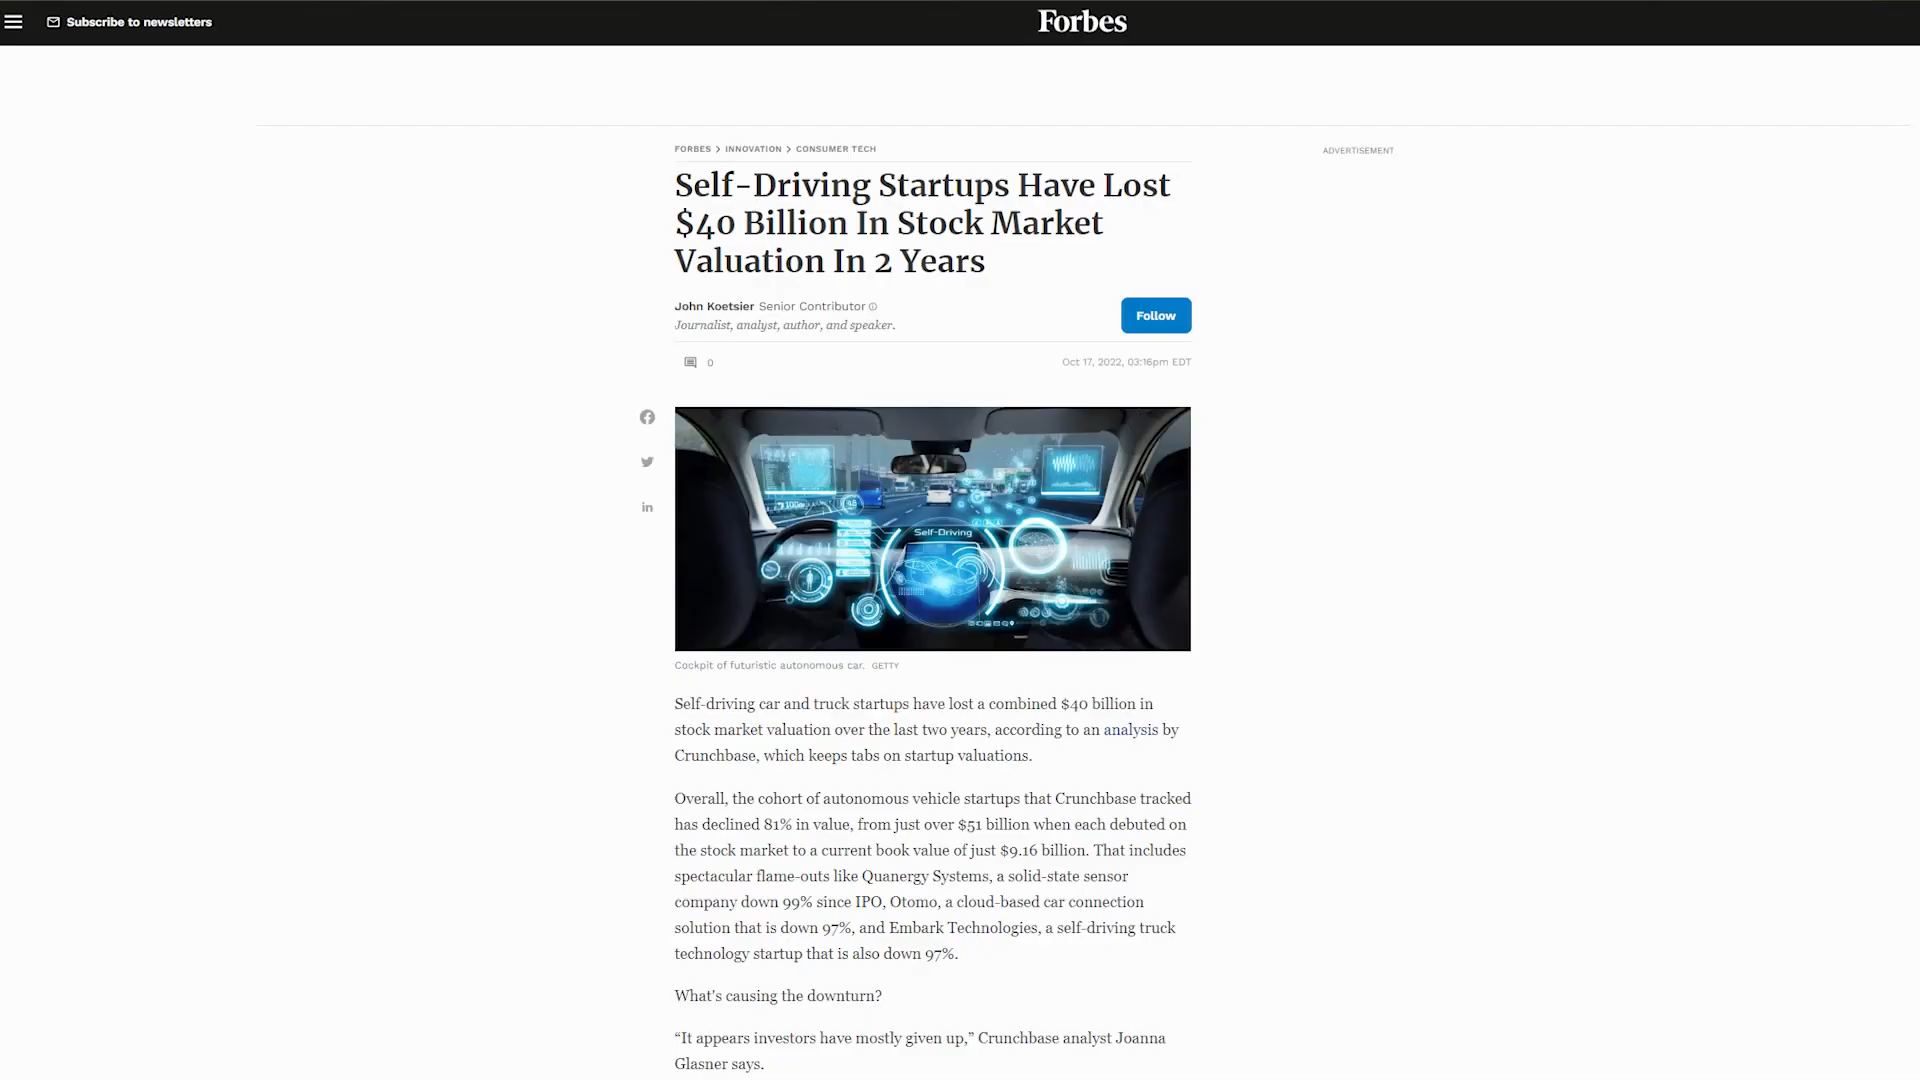 Subscribe to newsletters
Forbes
FORBES > INNOVATION > CONSUMER TECH
ADVERTISEMENT
Self-Driving Startups Have Lost
$40 Billion In Stock Market
Valuation In 2 Years
John Koetsier Senior Contributor
Journalist, analyst, author, and speaker.
Follow
0
Oct 17, 2022, 03:16pm EDT
Self-Driving
Cockpit of futuristic autonomous car. GETTY
Self-driving car and truck startups have lost a combined $40 billion in
stock market valuation over the last two years, according to an analysis by
Crunchbase, which keeps tabs on startup valuations.
Overall, the cohort of autonomous vehicle startups that Crunchbase tracked
has declined 81% in value, from just over $51 billion when each debuted on
the stock market to a current book value of just $9.16 billion. That includes
spectacular flame-outs like Quanergy Systems, a solid-state sensor
company down 99% since IPO, Otomo, a cloud-based car connection
solution that is down 97%, and Embark Technologies, a self-driving truck
technology startup that is also down 97%.
What's causing the downturn?
“It appears investors have mostly given up,” Crunchbase analyst Joanna
Glasner says.